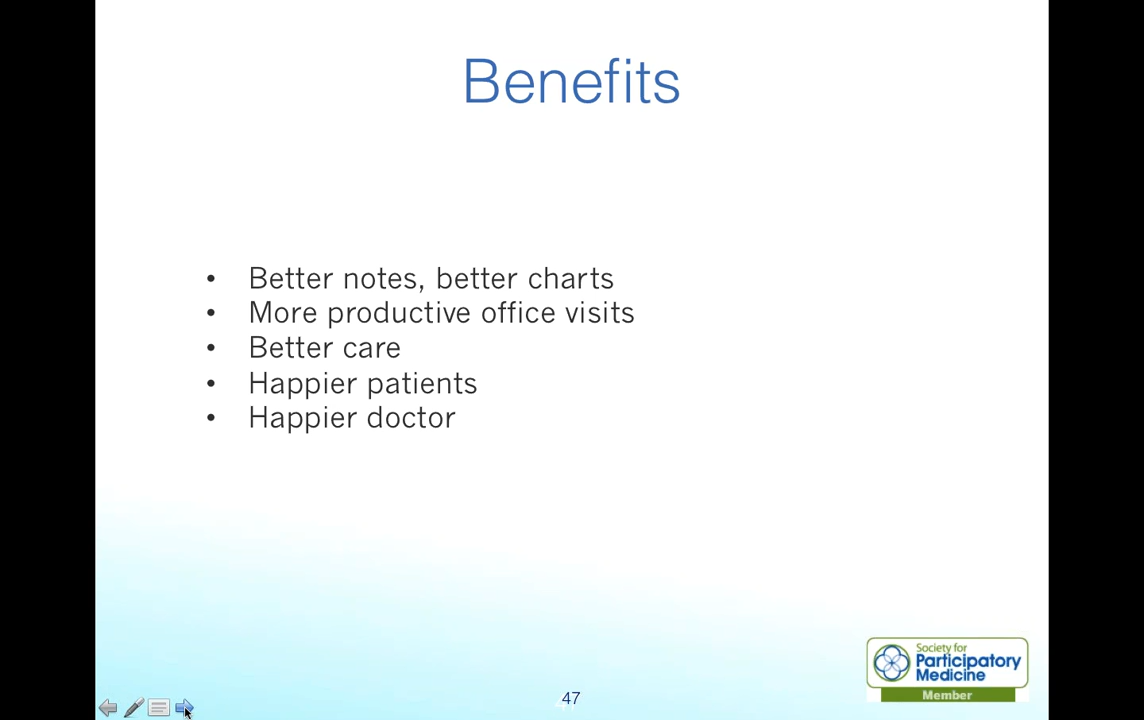 Benefits
• Better notes, better charts
• More productive office visits
• Better care
• Happier patients
• Happier doctor
Society for
Participatory
Medicine
Member
47